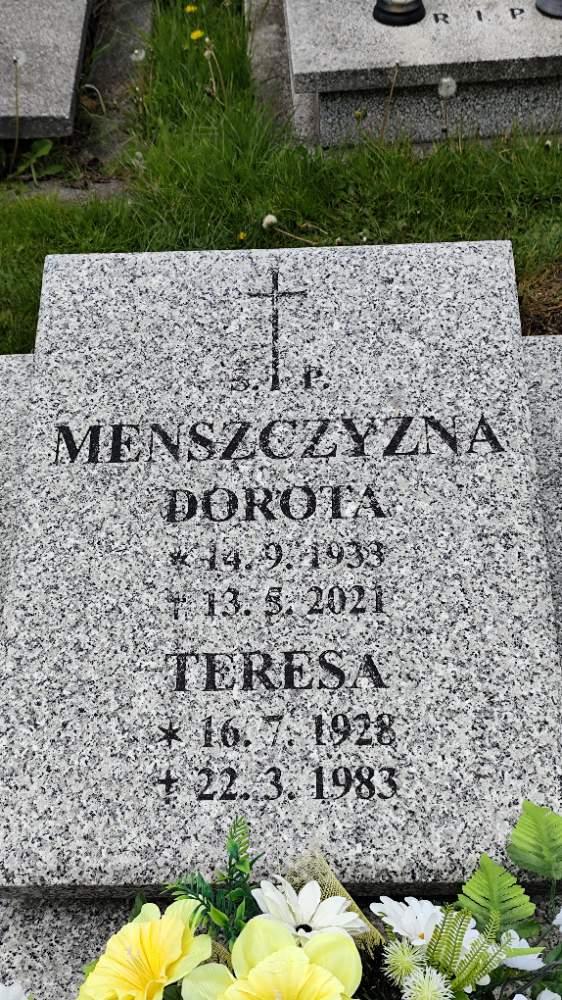 R I P
Ś. P.
MENSZCZYZNA
DOROTA
* 14. 9. 1933
† 13. 5. 2021
TERESA
* 16. 7. 1928
† 22. 3. 1983